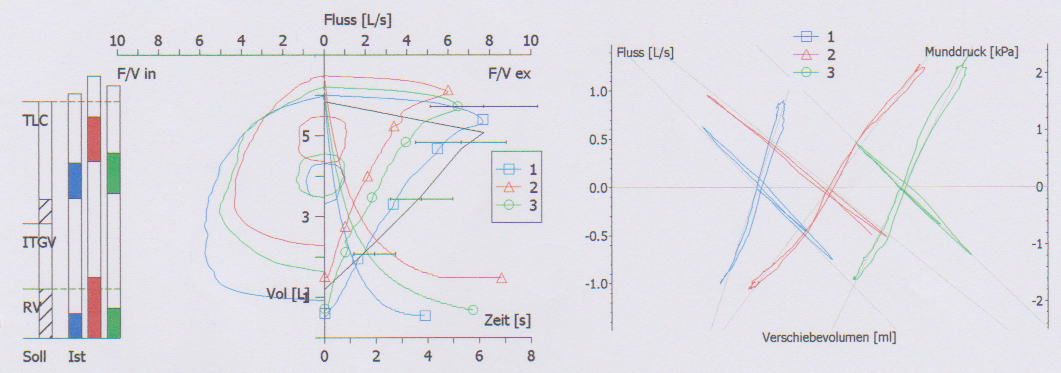 Fluss [L/s]
10 8 6 4 2 0 2 4 6 8 10
F/V in
F/V ex
TLC
ITGV
RV
Soll Ist
5
3
1
Vol [L]
Zeit [s]
0 2 4 6 8
1
2
3
Fluss [L/s]
1
2
3
Munddruck [kPa]
1.0
0.5
0.0
-0.5
-1.0
2
1
0
-1
-2
Verschiebevolumen [ml]